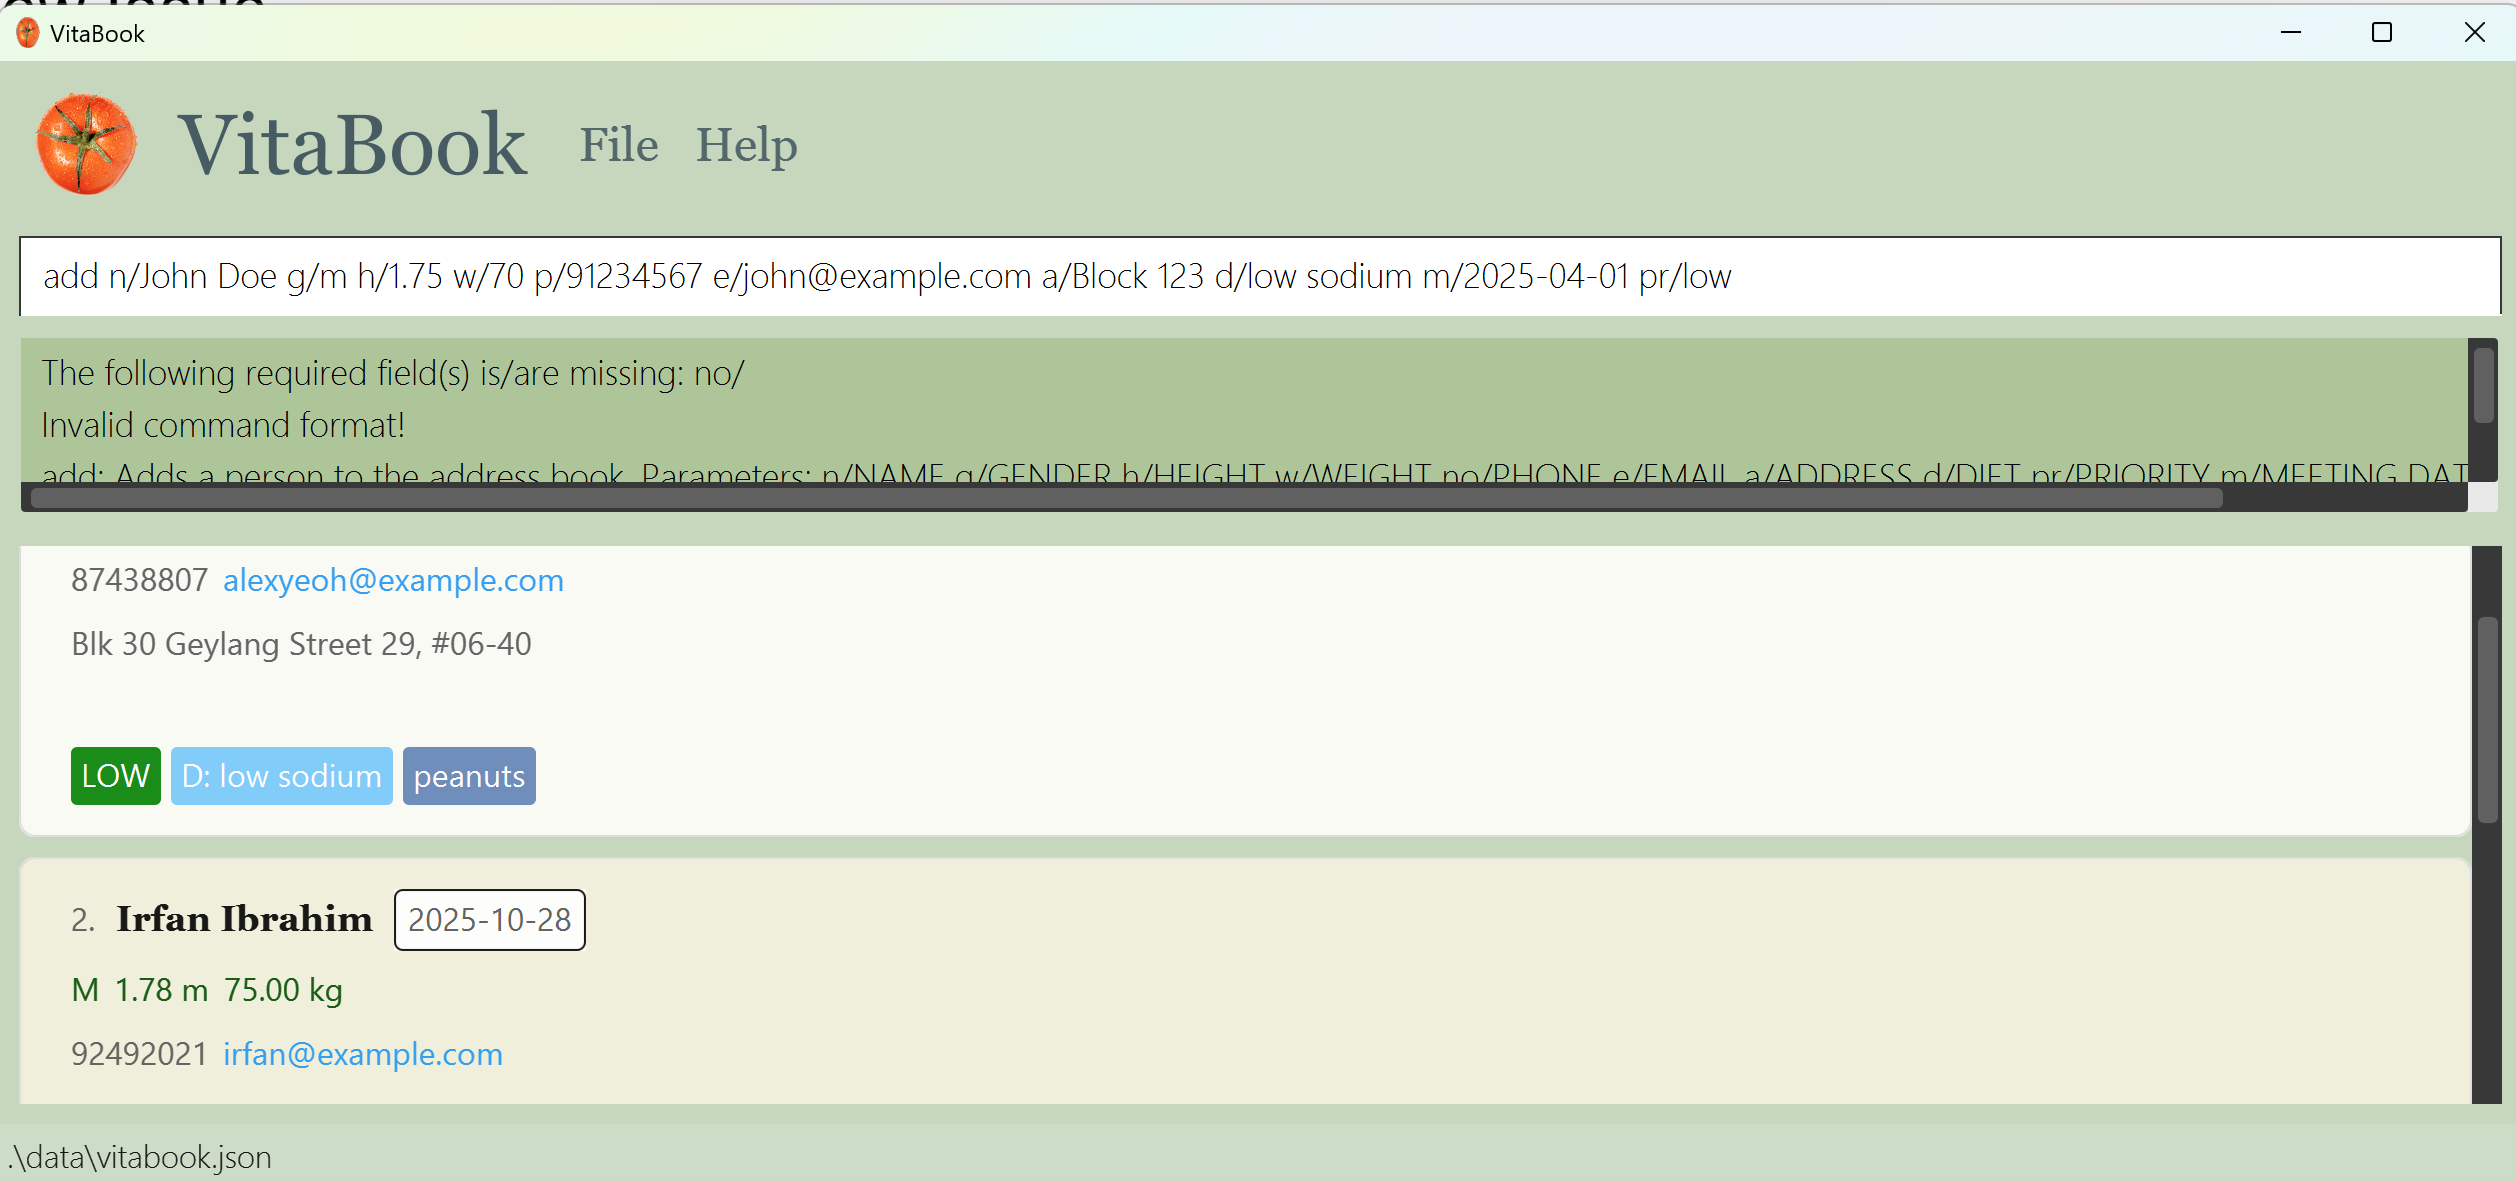 VitaBook
VitaBook File Help
add n/John Doe g/m h/1.75 w/70 p/91234567 e/john@example.com a/Block 123 d/low sodium m/2025-04-01 pr/low
The following required field(s) is/are missing: no/
Invalid command format!
add: Adds a person to the address book. Parameters: n/NAME g/GENDER h/HEIGHT w/WEIGHT no/PHONE e/EMAIL a/ADDRESS d/DIET pr/PRIORITY m/MEETING DAT
87438807 alexyeoh@example.com
Blk 30 Geylang Street 29, #06-40
LOW D: low sodium peanuts
2. Irfan Ibrahim 2025-10-28
M 1.78 m 75.00 kg
92492021 irfan@example.com
.\data\vitabook.json